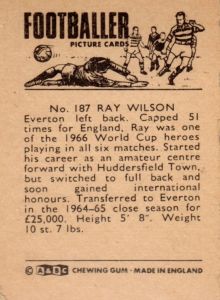 FOOTBALLER
PICTURE CARDS
No. 187 RAY WILSON
Everton left back. Capped 51
times for England, Ray was one
of the 1966 World Cup heroes
playing in all six matches. Started
his career as an amateur centre
forward with Huddersfield Town,
but switched to full back and
soon gained international
honours. Transferred to Everton
in the 1964-65 close season for
£25,000. Height 5' 8". Weight
10 st. 7 lbs.
© A&BC CHEWING GUM - MADE IN ENGLAND